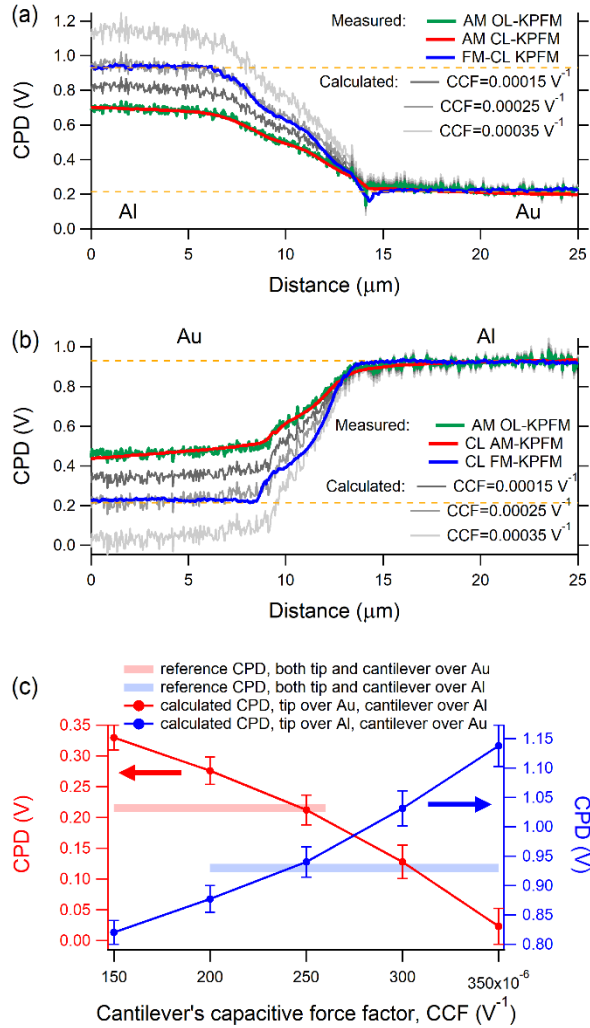 (a)
Measured:
AM OL-KPFM
AM CL-KPFM
FM-CL KPFM
Calculated:
CCF=0.00015 V⁻¹
CCF=0.00025 V⁻¹
CCF=0.00035 V⁻¹
1.2
1.0
0.8
0.6
0.4
0.2
0.0
CPD (V)
Al
Au
0 5 10 15 20 25
Distance (μm)
(b)
Au
Al
1.0
0.8
0.6
0.4
0.2
0.0
CPD (V)
Measured:
AM OL-KPFM
CL AM-KPFM
CL FM-KPFM
Calculated:
CCF=0.00015 V⁻¹
CCF=0.00025 V⁻¹
CCF=0.00035 V⁻¹
0 5 10 15 20 25
Distance (μm)
(c)
reference CPD, both tip and cantilever over Au
reference CPD, both tip and cantilever over Al
calculated CPD, tip over Au, cantilever over Al
calculated CPD, tip over Al, cantilever over Au
0.35
0.30
0.25
0.20
0.15
0.10
0.05
0.00
CPD (V)
1.15
1.10
1.05
1.00
0.95
0.90
0.85
0.80
CPD (V)
150 200 250 300 350x10⁻⁶
Cantilever's capacitive force factor, CCF (V⁻¹)